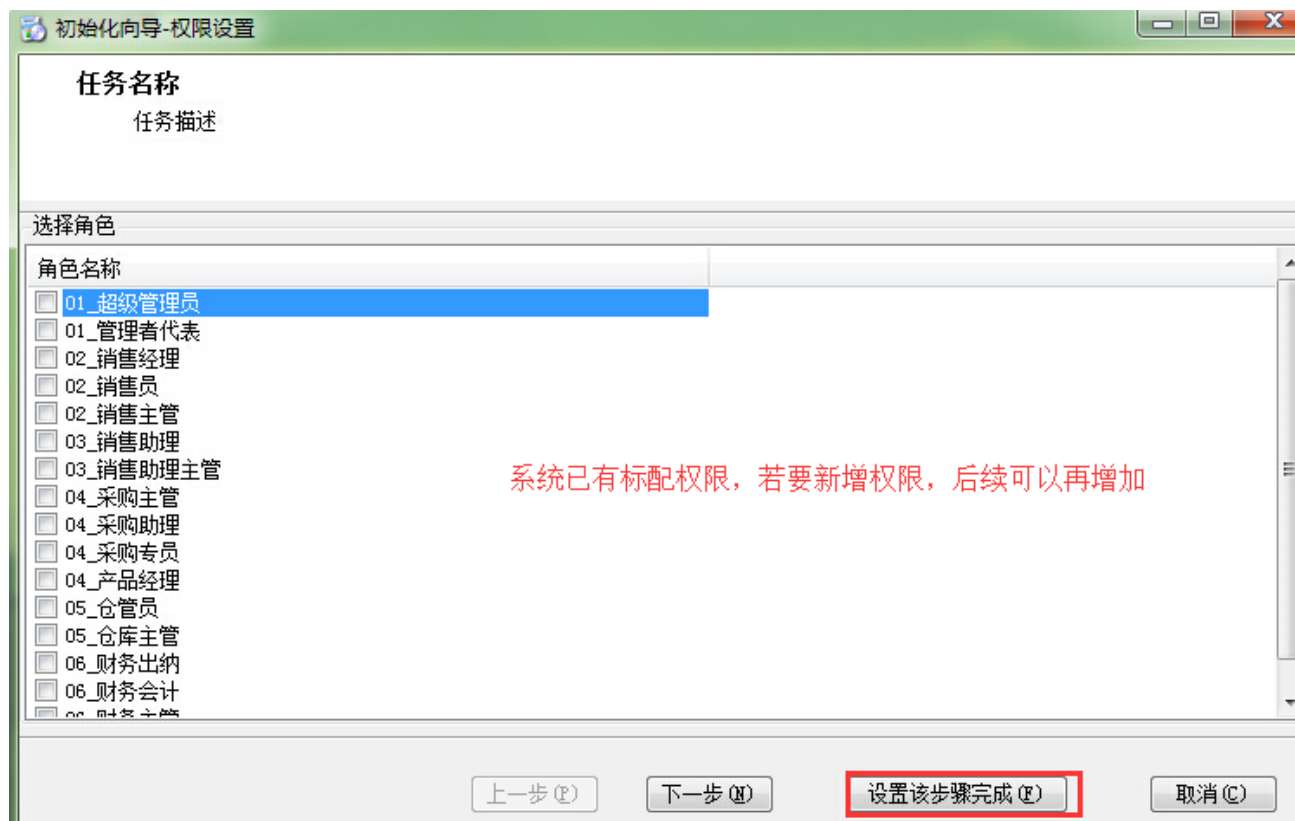 初始化向导-权限设置
任务名称
任务描述
选择角色
角色名称
01_超级管理员
01_管理者代表
02_销售经理
02_销售员
02_销售主管
03_销售助理
03_销售助理主管
04_采购主管
04_采购助理
04_采购专员
04_产品经理
05_仓管员
05_仓库主管
06_财务出纳
06_财务会计
06_财务主管
系统已有标配权限，若要新增权限，后续可以再增加
上一步(P) 下一步(N) 设置该步骤完成(F) 取消(C)